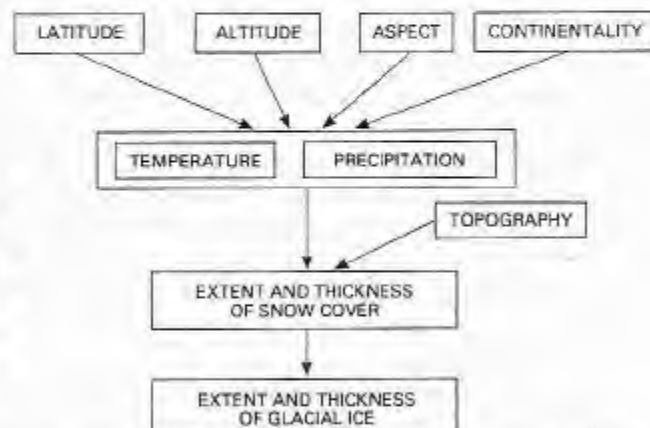 LATITUDE
ALTITUDE
ASPECT
CONTINENTALITY
TEMPERATURE
PRECIPITATION
TOPOGRAPHY
EXTENT AND THICKNESS
OF SNOW COVER
EXTENT AND THICKNESS
OF GLACIAL ICE